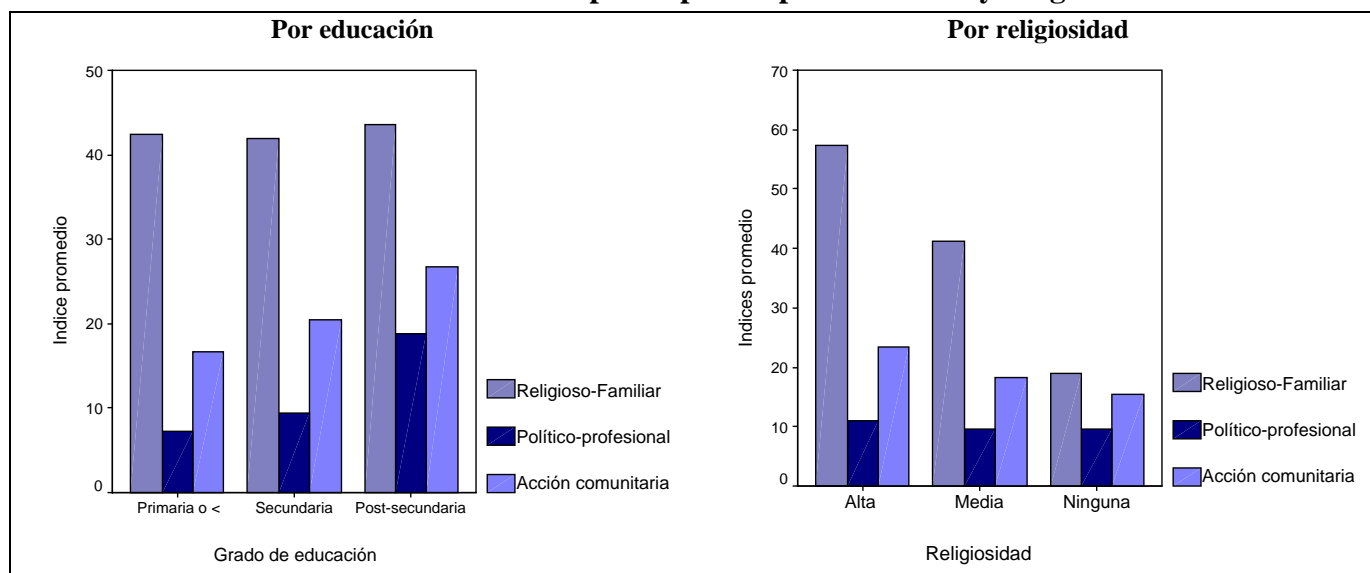 Por educación
50
40
30
20
10
0
Indice promedio
Primaria o <
Secundaria
Post-secundaria
Grado de educación
Religioso-Familiar
Político-profesional
Acción comunitaria
Por religiosidad
70
60
50
40
30
20
10
0
Indices promedio
Alta
Media
Ninguna
Religiosidad
Religioso-Familiar
Político-profesional
Acción comunitaria